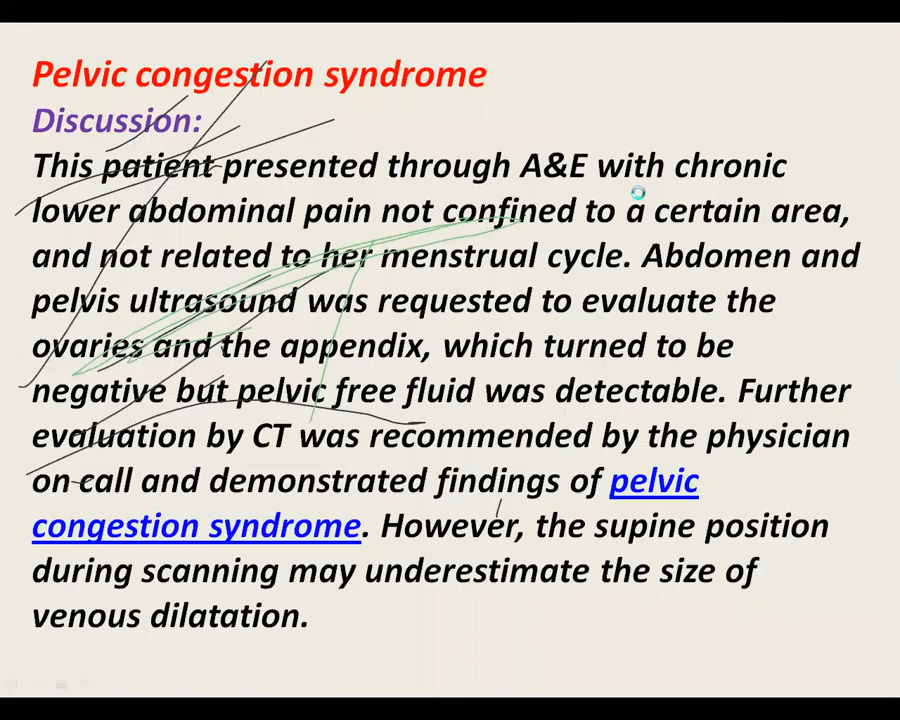 Pelvic congestion syndrome
Discussion:
This patient presented through A&E with chronic
lower abdominal pain not confined to a certain area,
and not related to her menstrual cycle. Abdomen and
pelvis ultrasound was requested to evaluate the
ovaries and the appendix, which turned to be
negative but pelvic free fluid was detectable. Further
evaluation by CT was recommended by the physician
on call and demonstrated findings of pelvic
congestion syndrome. However, the supine position
during scanning may underestimate the size of
venous dilatation.